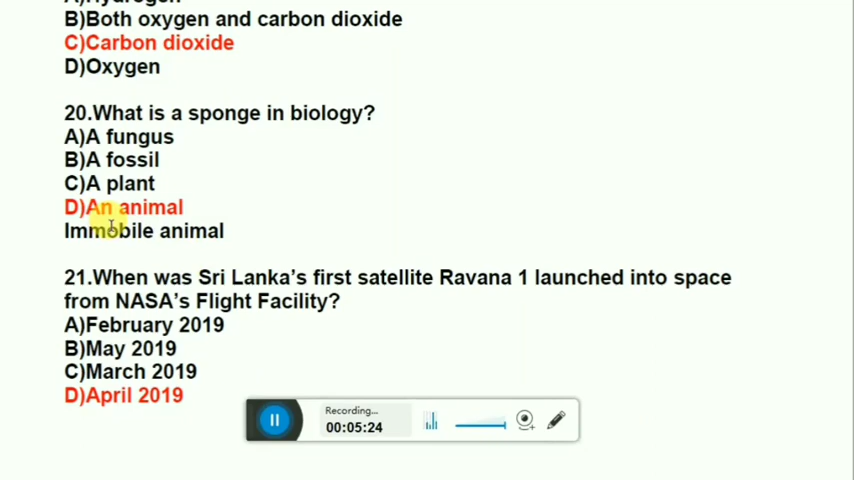 A)Hydrogen
B)Both oxygen and carbon dioxide
C)Carbon dioxide
D)Oxygen
20.What is a sponge in biology?
A)A fungus
B)A fossil
C)A plant
D)An animal
Immobile animal
21.When was Sri Lanka's first satellite Ravana 1 launched into space
from NASA's Flight Facility?
A)February 2019
B)May 2019
C)March 2019
D)April 2019
Recording...
00:05:24